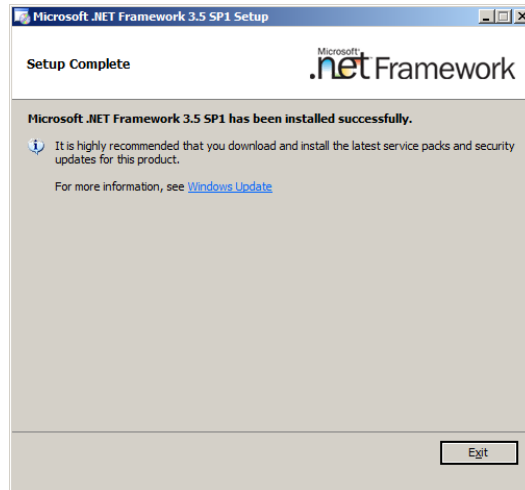 Microsoft .NET Framework 3.5 SP1 Setup
Setup Complete
Microsoft
.net Framework
Microsoft .NET Framework 3.5 SP1 has been installed successfully.
It is highly recommended that you download and install the latest service packs and security
updates for this product.
For more information, see Windows Update
Exit